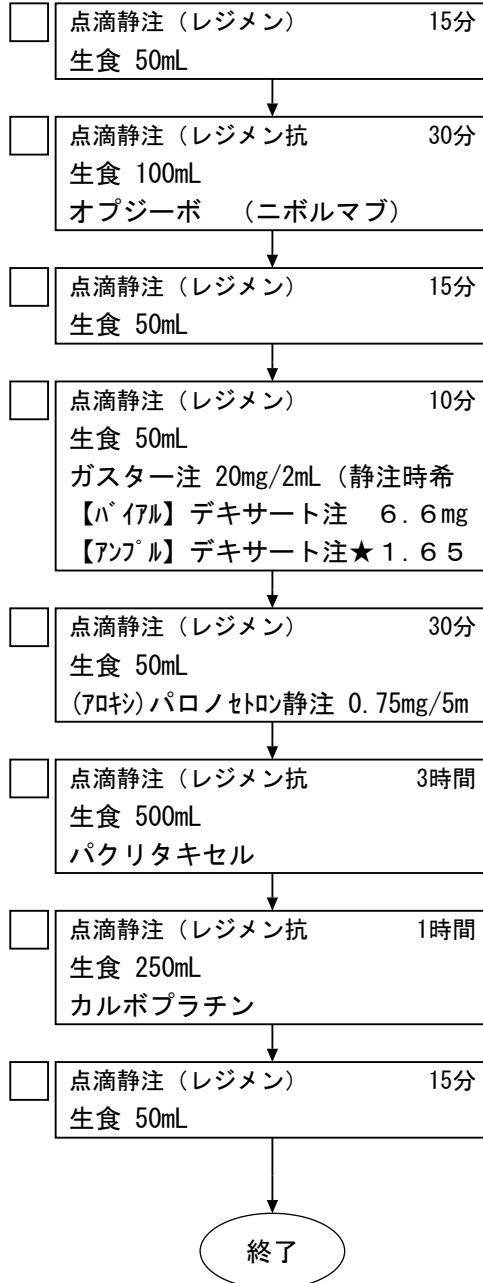 点滴静注（レジメン） 15分
生食 50mL
点滴静注（レジメン抗 30分
生食 100mL
オプジーボ　（ニボルマブ）
点滴静注（レジメン） 15分
生食 50mL
点滴静注（レジメン） 10分
生食 50mL
ガスター注 20mg/2mL（静注時希
【ﾊﾞｲｱﾙ】デキサート注　６.６mg
【ｱﾝﾌﾟﾙ】デキサート注★１.６５
点滴静注（レジメン） 30分
生食 50mL
(ｱﾛｷｼ)パロノｾﾄﾛﾝ静注 0.75mg/5m
点滴静注（レジメン抗 3時間
生食 500mL
パクリタキセル
点滴静注（レジメン抗 1時間
生食 250mL
カルボプラチン
点滴静注（レジメン） 15分
生食 50mL
終了